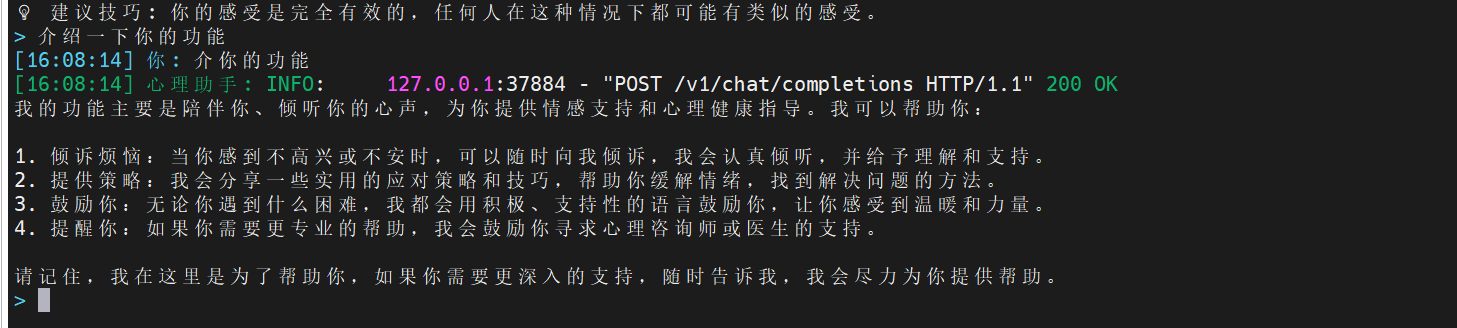 建议技巧: 你的感受是完全有效的，任何人在这种情况下都可能有类似的感受。
> 介绍一下你的功能
[16:08:14] 你: 介你的功能
[16:08:14] 心理助手: INFO:     127.0.0.1:37884 - "POST /v1/chat/completions HTTP/1.1" 200 OK
我的功能主要是陪伴你、倾听你的心声，为你提供情感支持和心理健康指导。我可以帮助你：
1. 倾诉烦恼：当你感到不高兴或不安时，可以随时向我倾诉，我会认真倾听，并给予理解和支持。
2. 提供策略：我会分享一些实用的应对策略和技巧，帮助你缓解情绪，找到解决问题的方法。
3. 鼓励你：无论你遇到什么困难，我都会用积极、支持性的语言鼓励你，让你感受到温暖和力量。
4. 提醒你：如果你需要更专业的帮助，我会鼓励你寻求心理咨询师或医生的支持。
请记住，我在这里是为了帮助你，如果你需要更深入的支持，随时告诉我，我会尽力为你提供帮助。
>